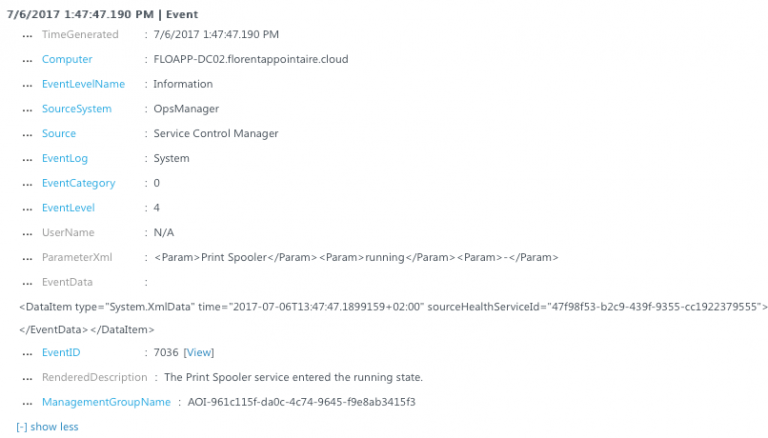 7/6/2017 1:47:47.190 PM | Event
... TimeGenerated : 7/6/2017 1:47:47.190 PM
... Computer : FLOAPP-DC02.florentappointaire.cloud
... EventLevelName : Information
... SourceSystem : OpsManager
... Source : Service Control Manager
... EventLog : System
... EventCategory : 0
... EventLevel : 4
... UserName : N/A
... ParameterXml : <Param>Print Spooler</Param><Param>running</Param><Param>-</Param>
... EventData :
<DataItem type="System.XmlData" time="2017-07-06T13:47:47.1899159+02:00" sourceHealthServiceId="47f98f53-b2c9-439f-9355-cc1922379555">
</EventData></DataItem>
... EventID : 7036 [View]
... RenderedDescription : The Print Spooler service entered the running state.
... ManagementGroupName : AOI-961c115f-da0c-4c74-9645-f9e8ab3415f3
[-] show less